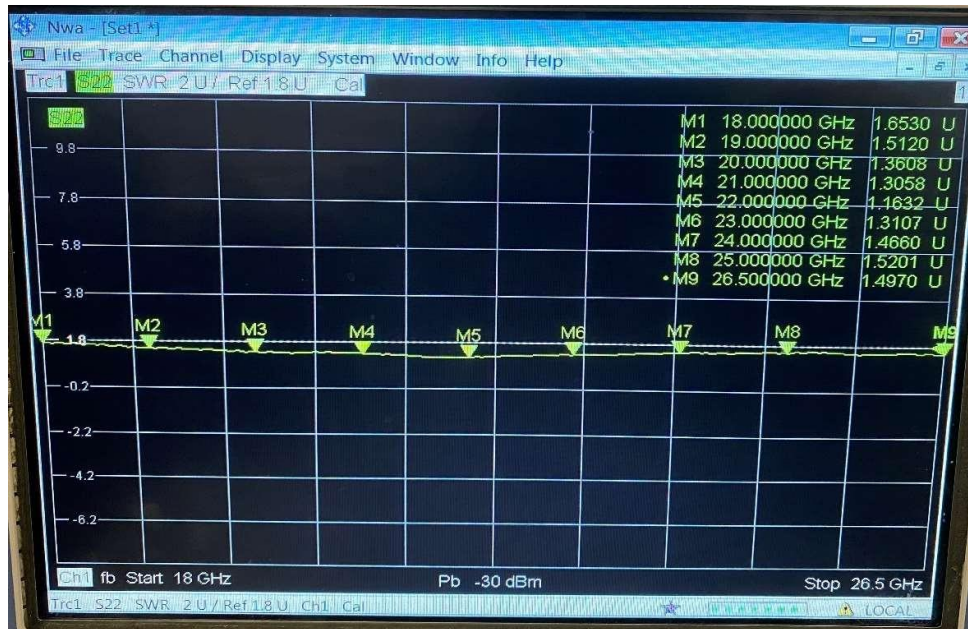 Nwa - [Set1 *]
File Trace Channel Display System Window Info Help
Trc1 S22 SWR 2 U / Ref 1.8 U Cal
1
S22
M1 18.000000 GHz 1.6530 U
M2 19.000000 GHz 1.5120 U
M3 20.000000 GHz 1.3608 U
M4 21.000000 GHz 1.3058 U
M5 22.000000 GHz 1.1632 U
M6 23.000000 GHz 1.3107 U
M7 24.000000 GHz 1.4660 U
M8 25.000000 GHz 1.5201 U
•M9 26.500000 GHz 1.4970 U
9.8
7.8
5.8
3.8
M1 M2 M3 M4 M5 M6 M7 M8 M9
1.8
-0.2
-2.2
-4.2
-6.2
Ch1 fb Start 18 GHz Pb -30 dBm Stop 26.5 GHz
Trc1 S22 SWR 2 U / Ref 1.8 U Ch1 Cal LOCAL